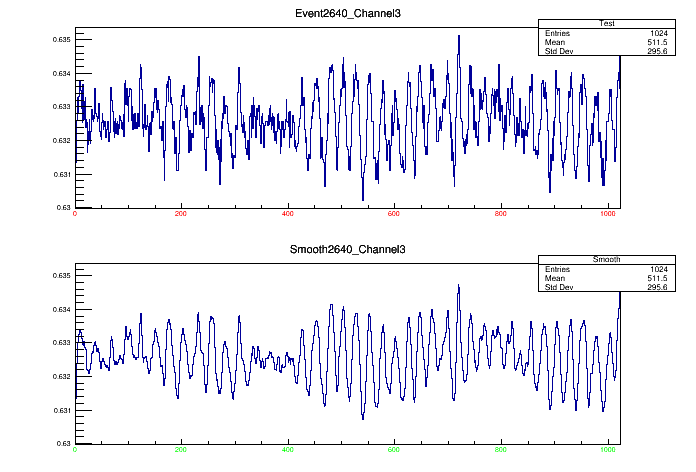 Event2640_Channel3
Test
Entries 1024
Mean 511.5
Std Dev 295.6
0.635
0.634
0.633
0.632
0.631
0.63
0 200 400 600 800 1000
Smooth2640_Channel3
Smooth
Entries 1024
Mean 511.5
Std Dev 295.6
0.635
0.634
0.633
0.632
0.631
0.63
0 200 400 600 800 1000